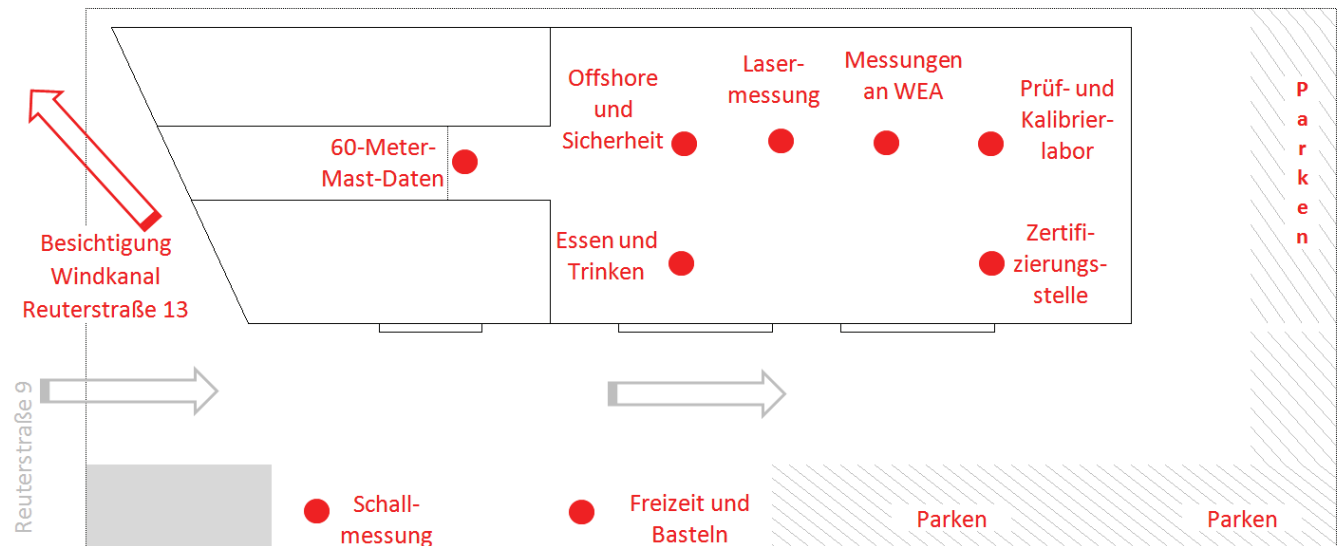 Offshore
und
Sicherheit
Laser-
messung
Messungen
an WEA
Prüf- und
Kalibrier-
labor
Parken
60-Meter-
Mast-Daten
Besichtigung
Windkanal
Reuterstraße 13
Essen und
Trinken
Zertifi-
zierungs-
stelle
Reuterstraße 9
Schall-
messung
Freizeit und
Basteln
Parken
Parken